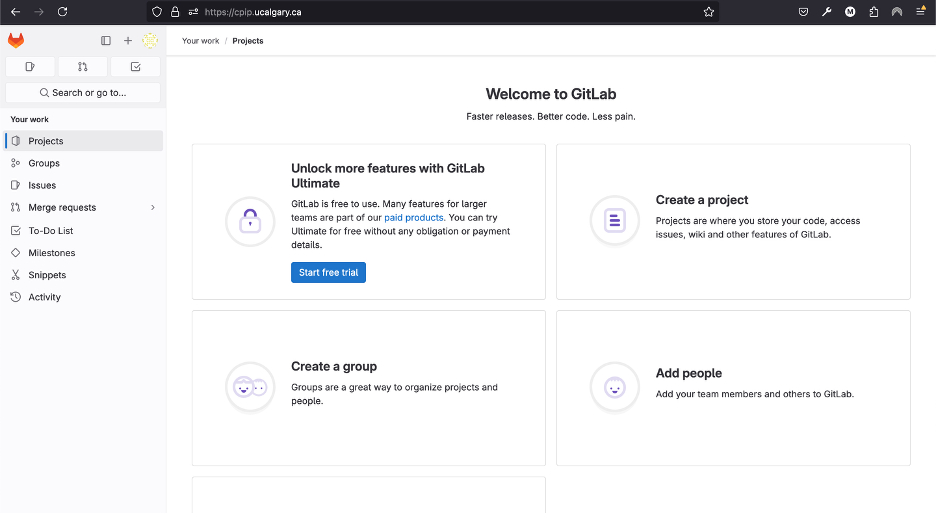 https://cpip.ucalgary.ca
M
Your work / Projects
Search or go to...
Your work
Projects
Groups
Issues
Merge requests
To-Do List
Milestones
Snippets
Activity
Welcome to GitLab
Faster releases. Better code. Less pain.
Unlock more features with GitLab
Ultimate
GitLab is free to use. Many features for larger
teams are part of our paid products. You can try
Ultimate for free without any obligation or payment
details.
Start free trial
Create a project
Projects are where you store your code, access
issues, wiki and other features of GitLab.
Create a group
Groups are a great way to organize projects and
people.
Add people
Add your team members and others to GitLab.